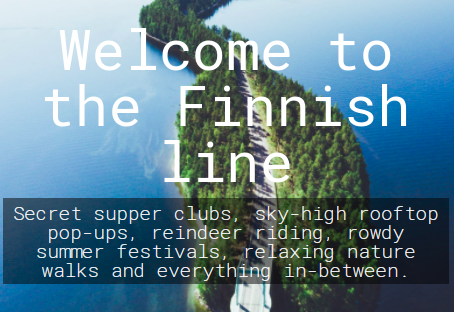 Welcome to
the Finnish
line
Secret supper clubs, sky-high rooftop
pop-ups, reindeer riding, rowdy
summer festivals, relaxing nature
walks and everything in-between.